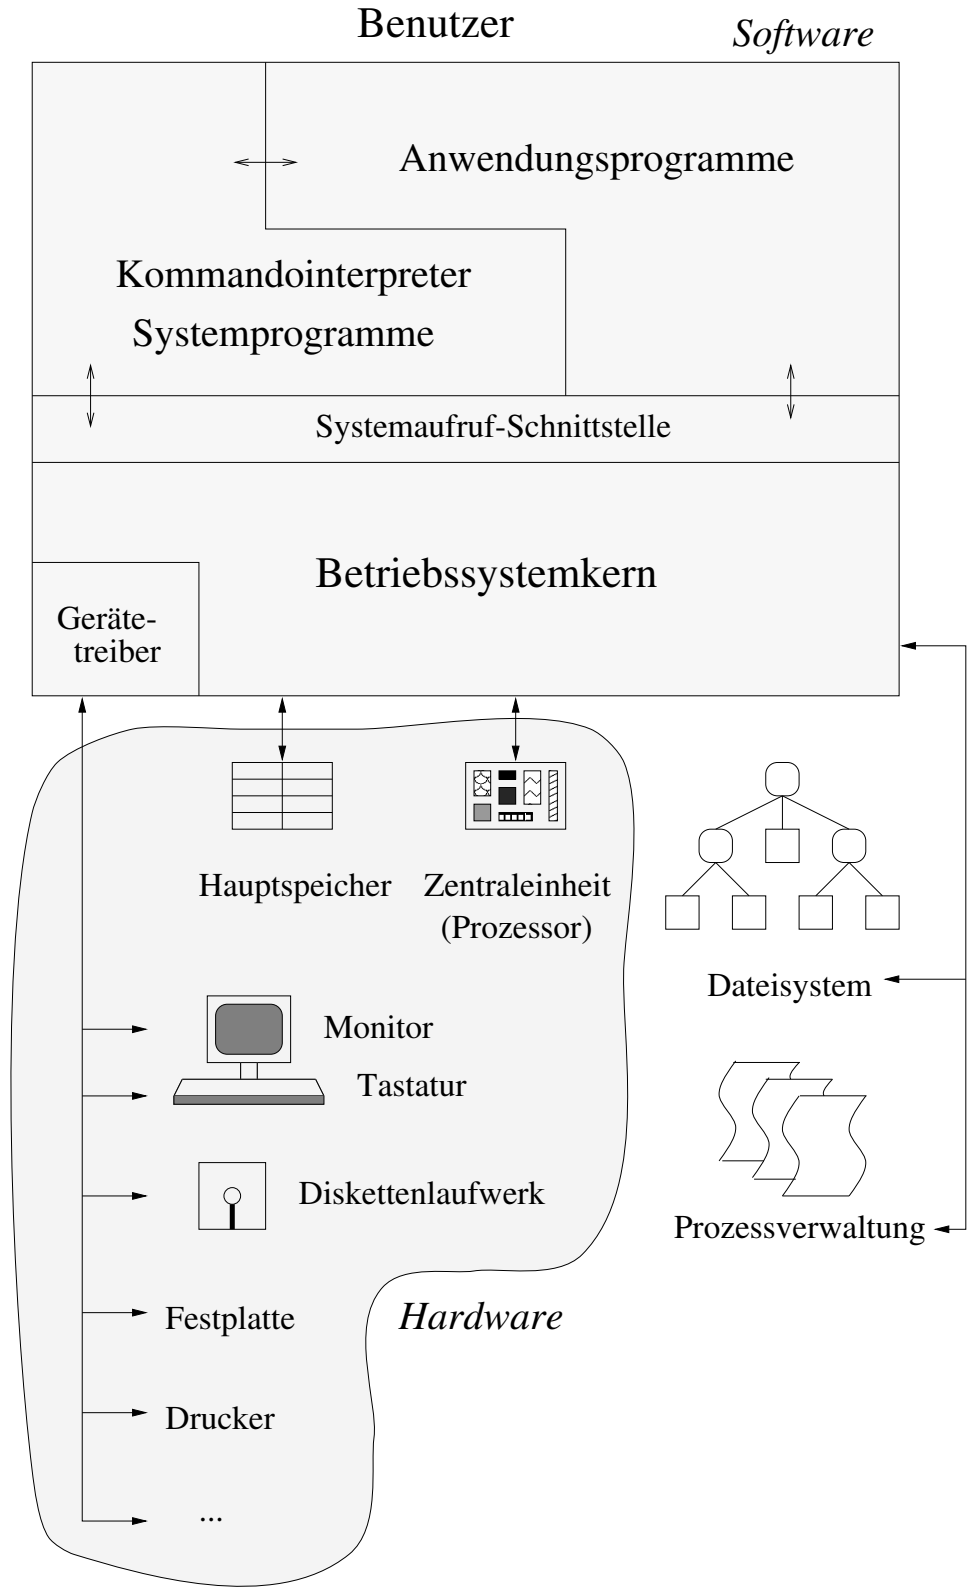 Benutzer
Software
Anwendungsprogramme
Kommandointerpreter
Systemprogramme
Systemaufruf-Schnittstelle
Betriebssystemkern
Geräte-
treiber
Hauptspeicher
Zentraleinheit
(Prozessor)
Dateisystem
Monitor
Tastatur
Diskettenlaufwerk
Prozessverwaltung
Festplatte
Hardware
Drucker
...